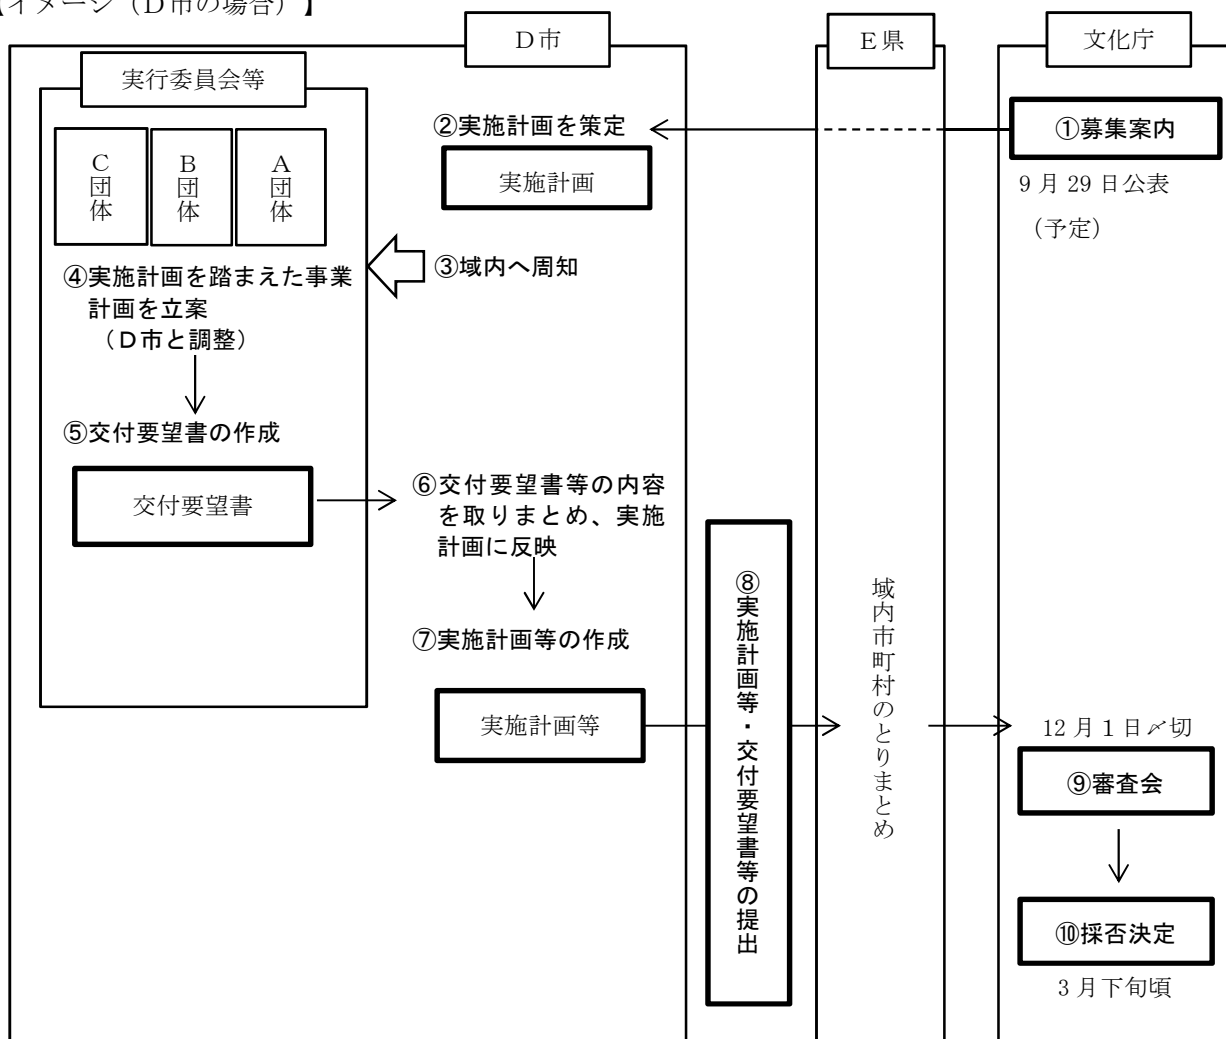 【イメージ（Ｄ市の場合）】
Ｄ市
Ｅ県
文化庁
実行委員会等
Ｃ団体
Ｂ団体
Ａ団体
②実施計画を策定
実施計画
①募集案内
9 月 29 日公表
（予定）
③域内へ周知
④実施計画を踏まえた事業
計画を立案
（Ｄ市と調整）
⑤交付要望書の作成
交付要望書
⑥交付要望書等の内容
を取りまとめ、実施
計画に反映
⑦実施計画等の作成
実施計画等
⑧実施計画等・交付要望書等の提出
域内市町村のとりまとめ
12 月 1 日〆切
⑨審査会
⑩採否決定
3 月下旬頃